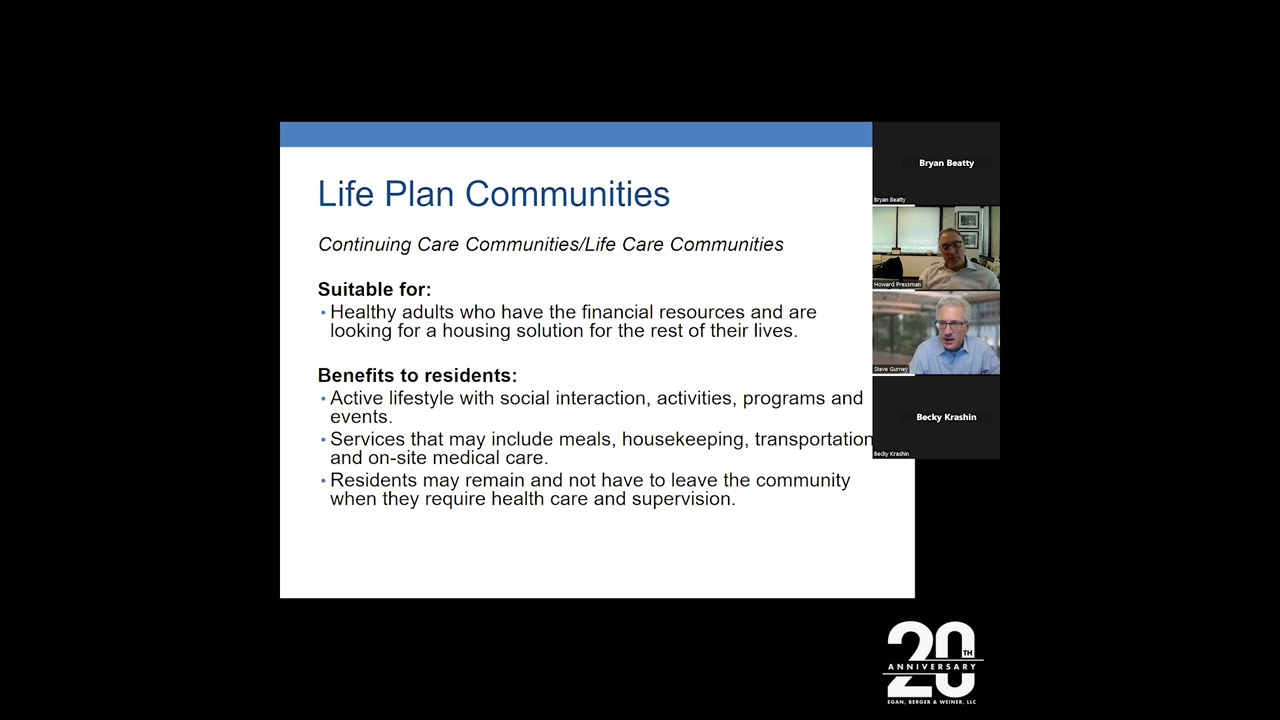 Life Plan Communities
Continuing Care Communities/Life Care Communities
Suitable for:
• Healthy adults who have the financial resources and are
looking for a housing solution for the rest of their lives.
Benefits to residents:
• Active lifestyle with social interaction, activities, programs and
events.
• Services that may include meals, housekeeping, transportation
and on-site medical care.
• Residents may remain and not have to leave the community
when they require health care and supervision.
Bryan Beatty
Bryan Beatty
Howard Pressman
Steve Gurney
Becky Krashin
Becky Krashin
20TH
ANNIVERSARY
EGAN, BERGER & WEINER, LLC